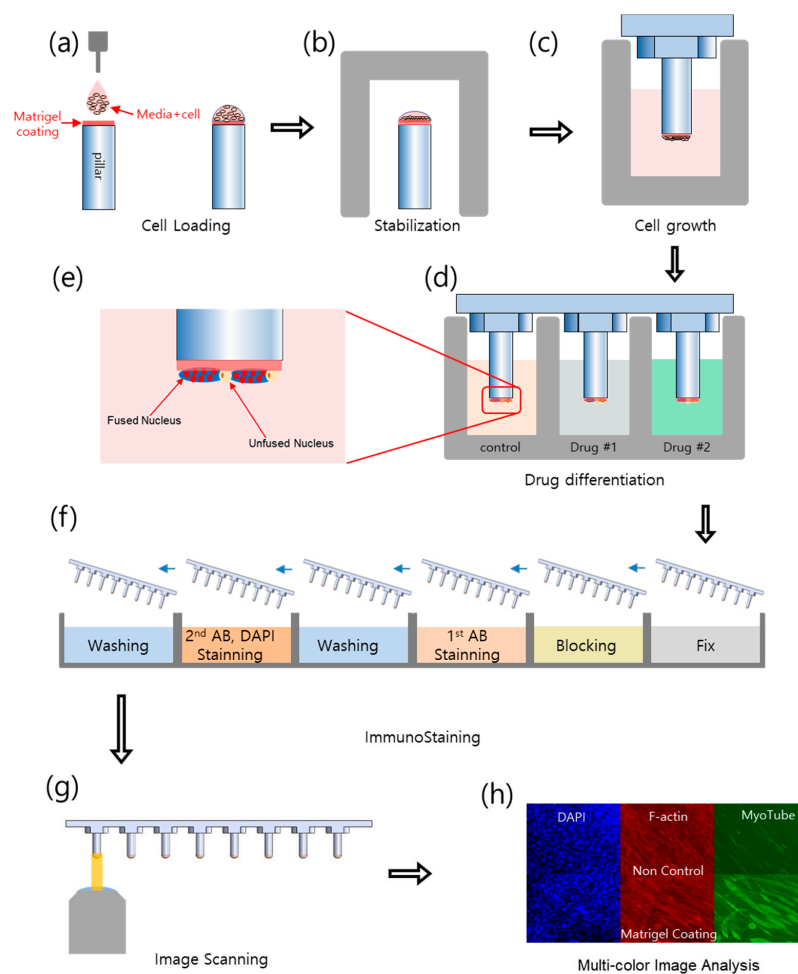 (a)
(b)
(c)
Matrigel
coating
Media+cell
pillar
Cell Loading
Stabilization
Cell growth
(e)
(d)
Fused Nucleus
Unfused Nucleus
control
Drug #1
Drug #2
Drug differentiation
(f)
Washing
2nd AB, DAPI
Stainning
Washing
1st AB
Stainning
Blocking
Fix
ImmunoStaining
(g)
(h)
DAPI
F-actin
MyoTube
Non Control
Matrigel Coating
Image Scanning
Multi-color Image Analysis